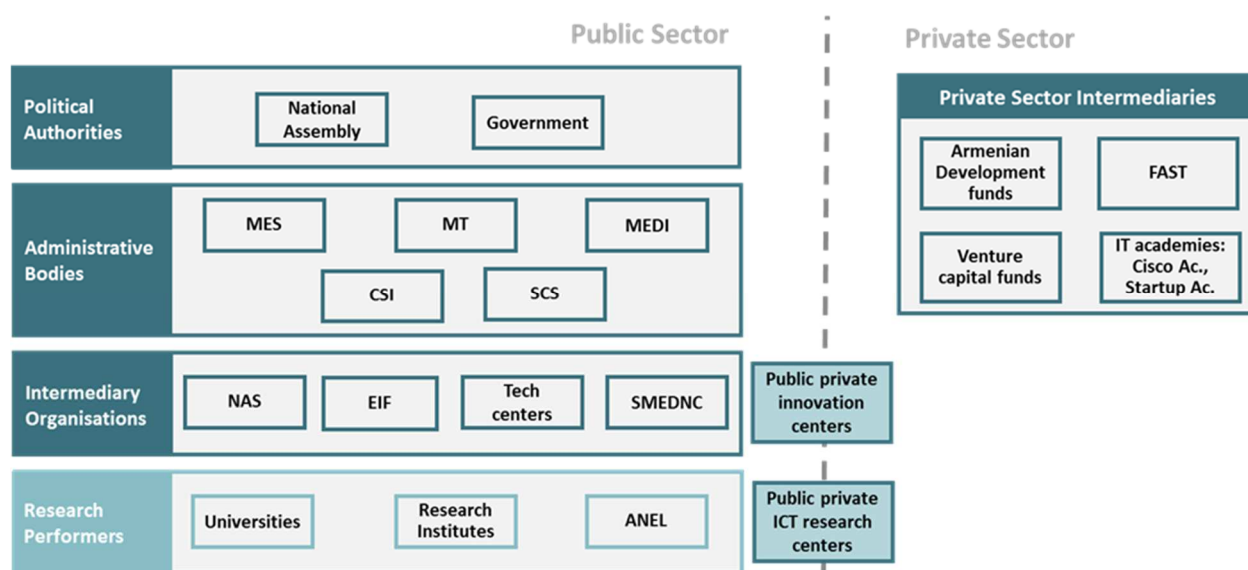 Public Sector
Private Sector
Political
Authorities
National
Assembly
Government
Administrative
Bodies
MES
MT
MEDI
CSI
SCS
Intermediary
Organisations
NAS
EIF
Tech
centers
SMEDNC
Public private
innovation
centers
Research
Performers
Universities
Research
Institutes
ANEL
Public private
ICT research
centers
Private Sector Intermediaries
Armenian
Development
funds
FAST
Venture
capital funds
IT academies:
Cisco Ac.,
Startup Ac.